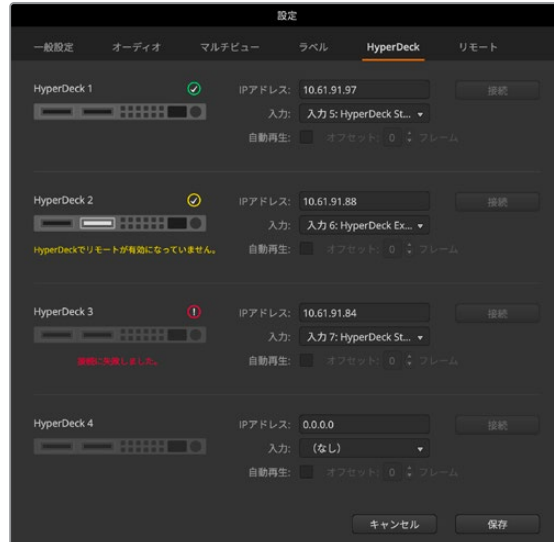 設定
一般設定 オーディオ マルチビュー ラベル HyperDeck リモート
HyperDeck 1 IPアドレス: 10.61.91.97 接続
入力: 入力 5: HyperDeck St...
自動再生: オフセット: 0 フレーム
HyperDeck 2 IPアドレス: 10.61.91.88 接続
入力: 入力 6: HyperDeck Ex...
HyperDeckでリモートが有効になっていません。 自動再生: オフセット: 0 フレーム
HyperDeck 3 IPアドレス: 10.61.91.84 接続
入力: 入力 7: HyperDeck St...
接続に失敗しました。 自動再生: オフセット: 0 フレーム
HyperDeck 4 IPアドレス: 0.0.0.0 接続
入力: （なし）
自動再生: オフセット: 0 フレーム
キャンセル 保存